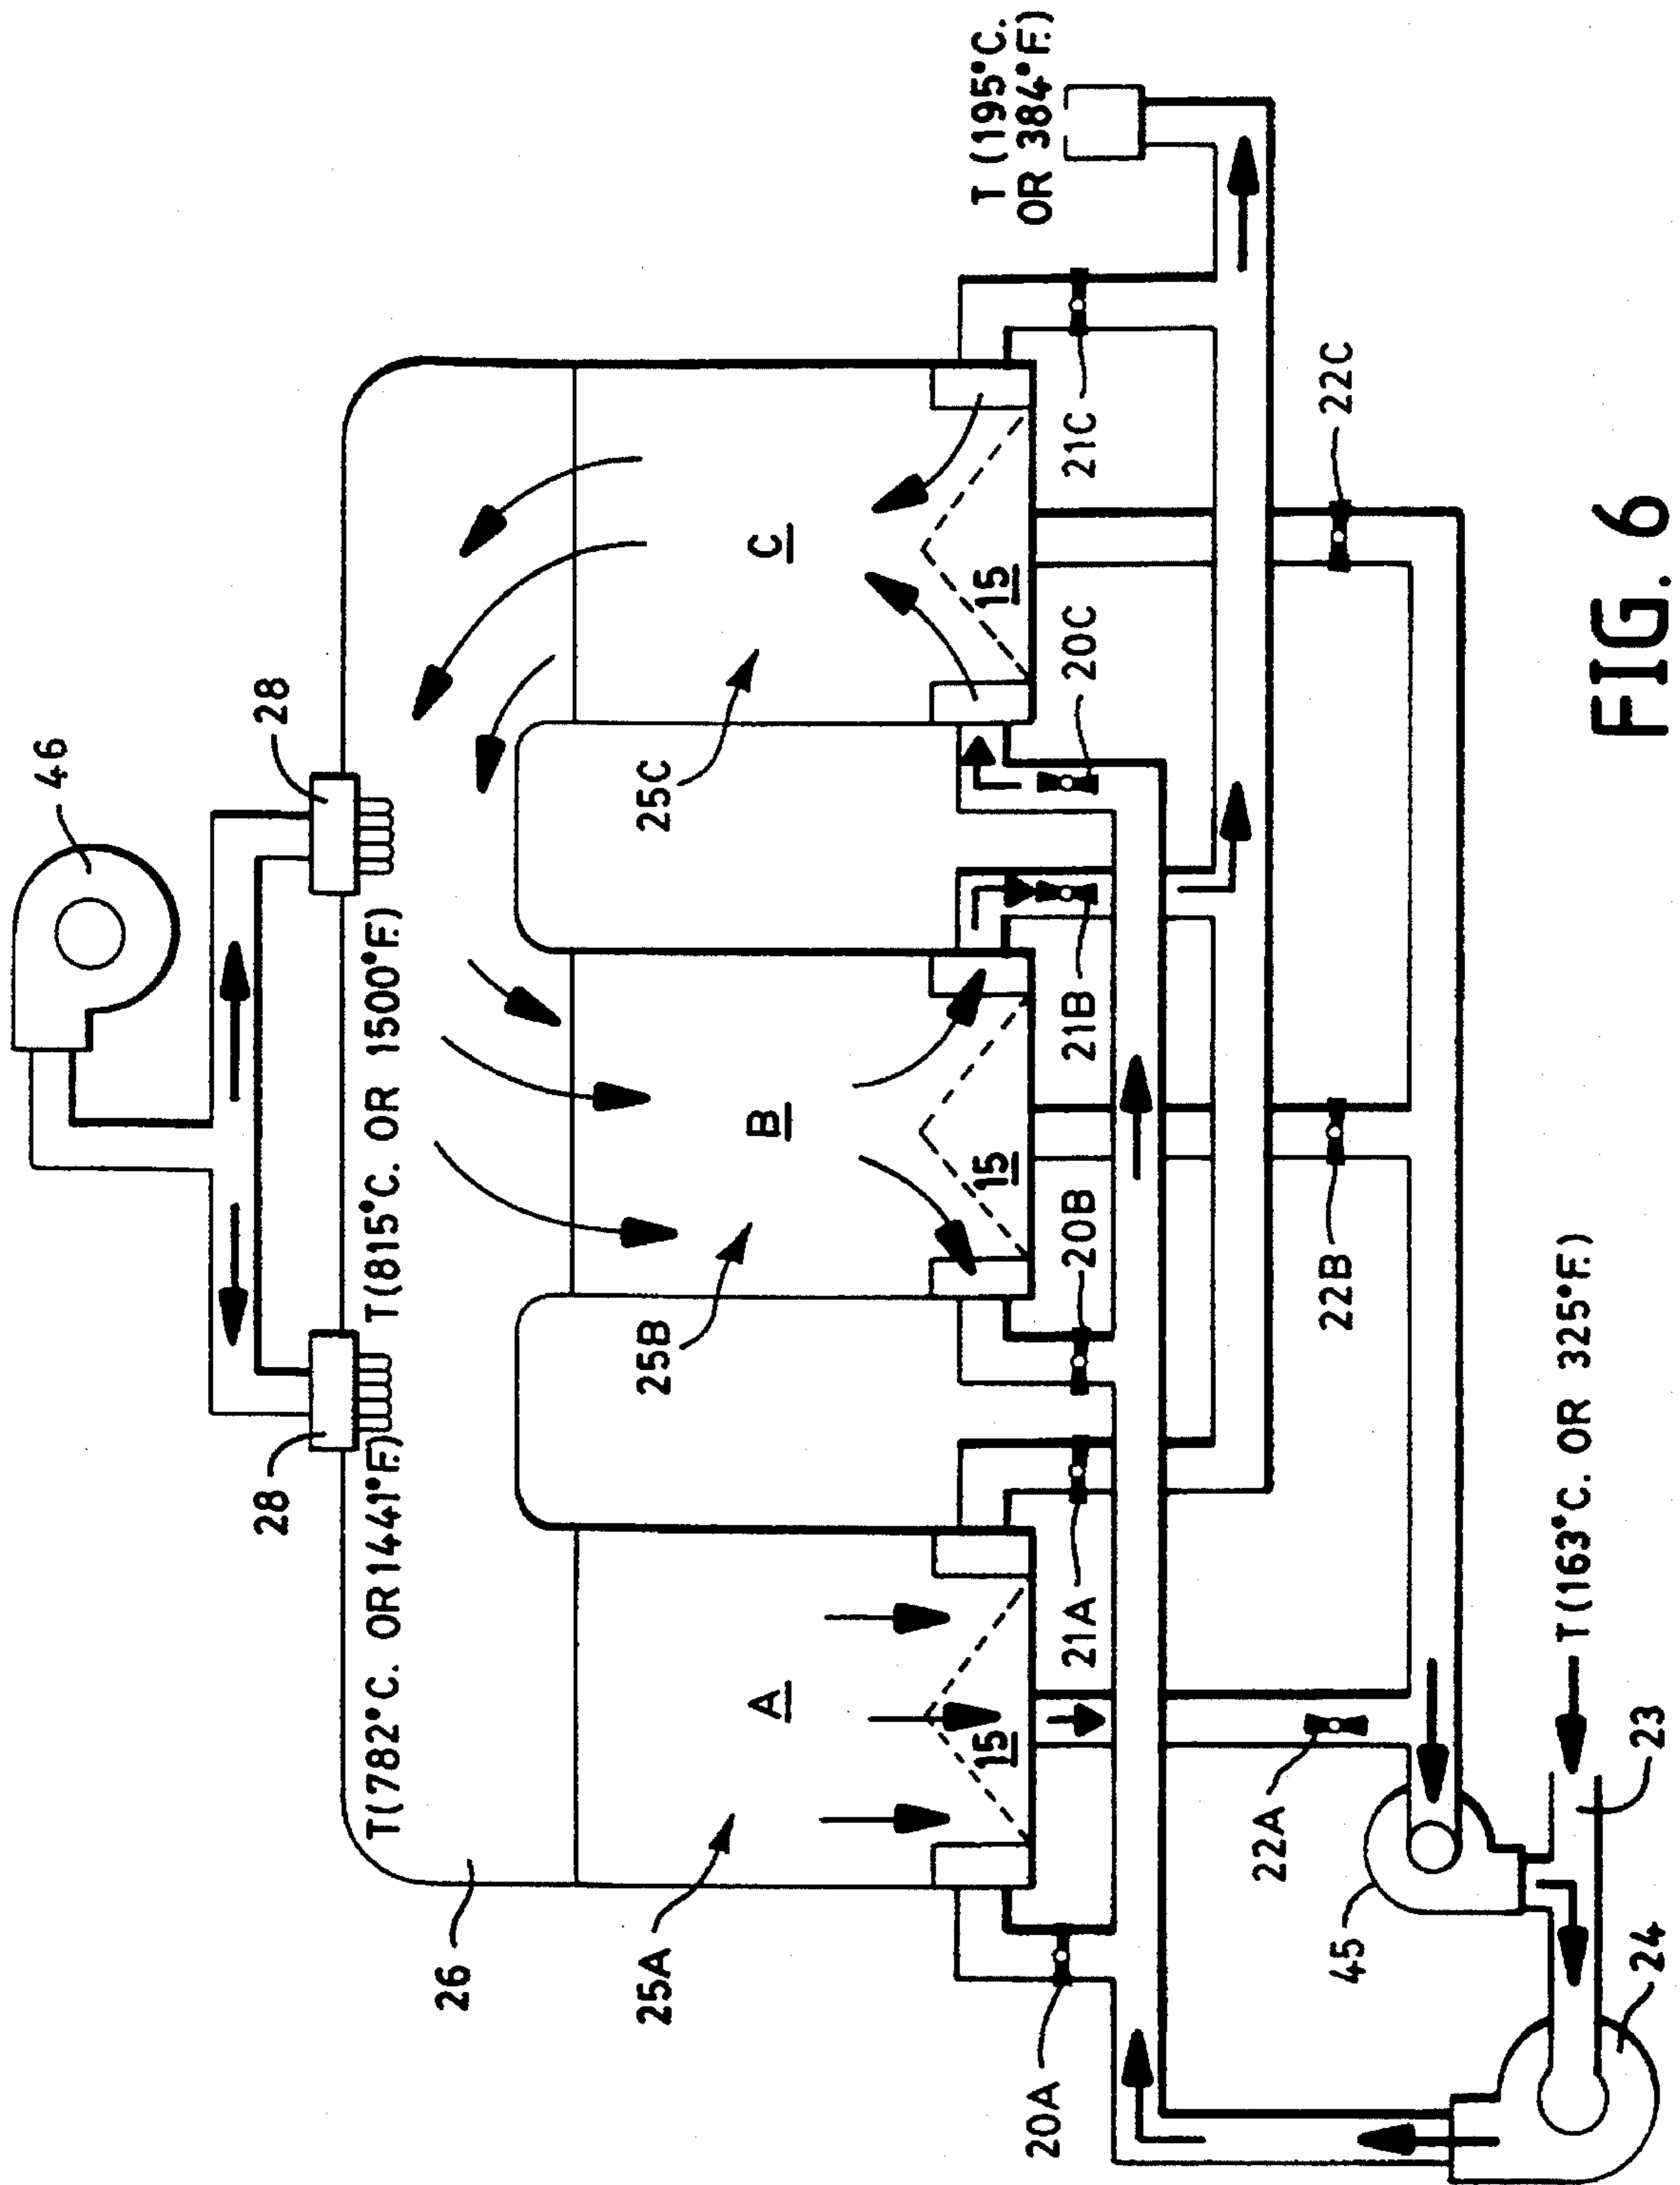 46
28
28
T(782°C. OR 1441°F.)
T(815°C. OR 1500°F.)
26
25A
25B
25C
A
B
C
15
15
15
T (195°C.
OR 384°F.)
20A
21A
20B
21B
20C
21C
22A
22B
22C
45
24
23
T(163°C. OR 325°F.)
FIG. 6